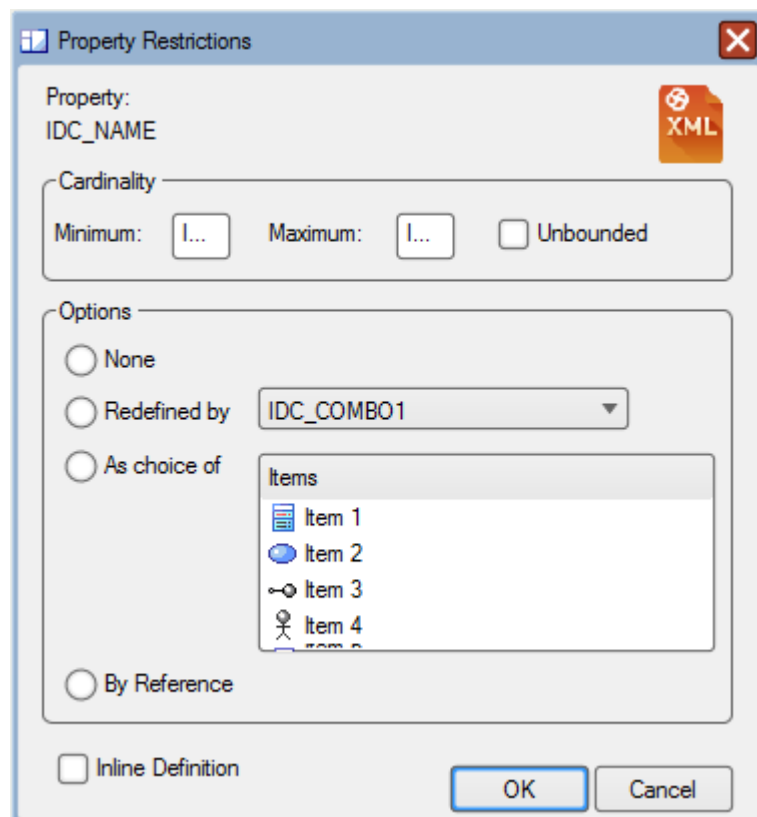 Property Restrictions
Property:
IDC_NAME
XML
Cardinality
Minimum: I... Maximum: I... Unbounded
Options
None
Redefined by IDC_COMBO1
As choice of
Items
Item 1
Item 2
Item 3
Item 4
By Reference
Inline Definition
OK Cancel